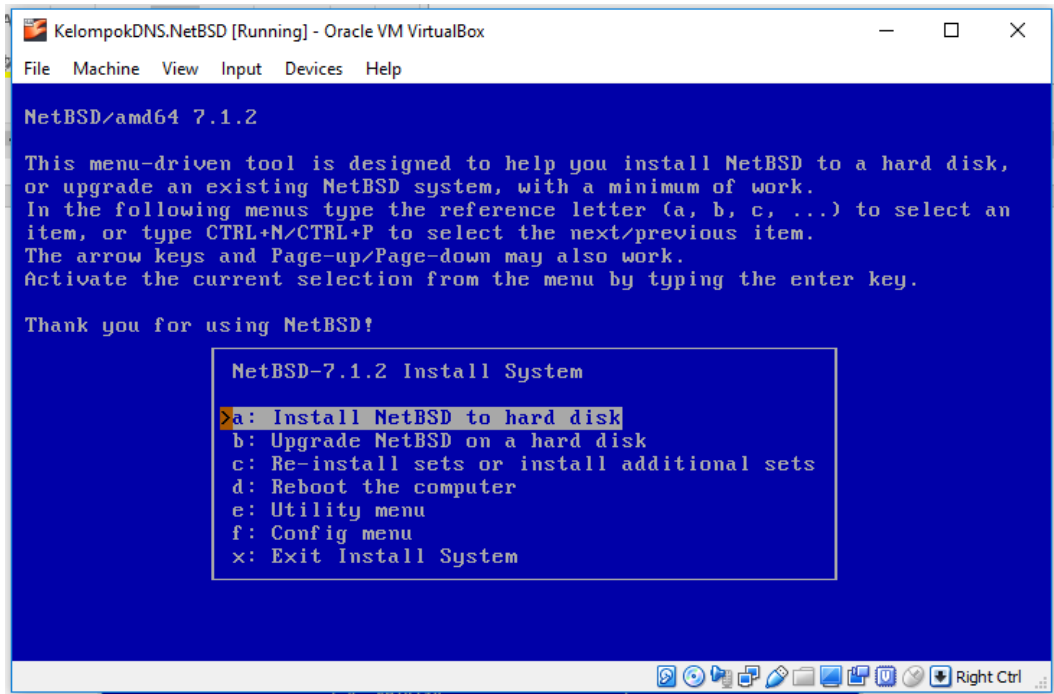 KelompokDNS.NetBSD [Running] - Oracle VM VirtualBox
File Machine View Input Devices Help
NetBSD/amd64 7.1.2
This menu-driven tool is designed to help you install NetBSD to a hard disk,
or upgrade an existing NetBSD system, with a minimum of work.
In the following menus type the reference letter (a, b, c, ...) to select an
item, or type CTRL+N/CTRL+P to select the next/previous item.
The arrow keys and Page-up/Page-down may also work.
Activate the current selection from the menu by typing the enter key.
Thank you for using NetBSD!
NetBSD-7.1.2 Install System
>a: Install NetBSD to hard disk
b: Upgrade NetBSD on a hard disk
c: Re-install sets or install additional sets
d: Reboot the computer
e: Utility menu
f: Config menu
x: Exit Install System
Right Ctrl